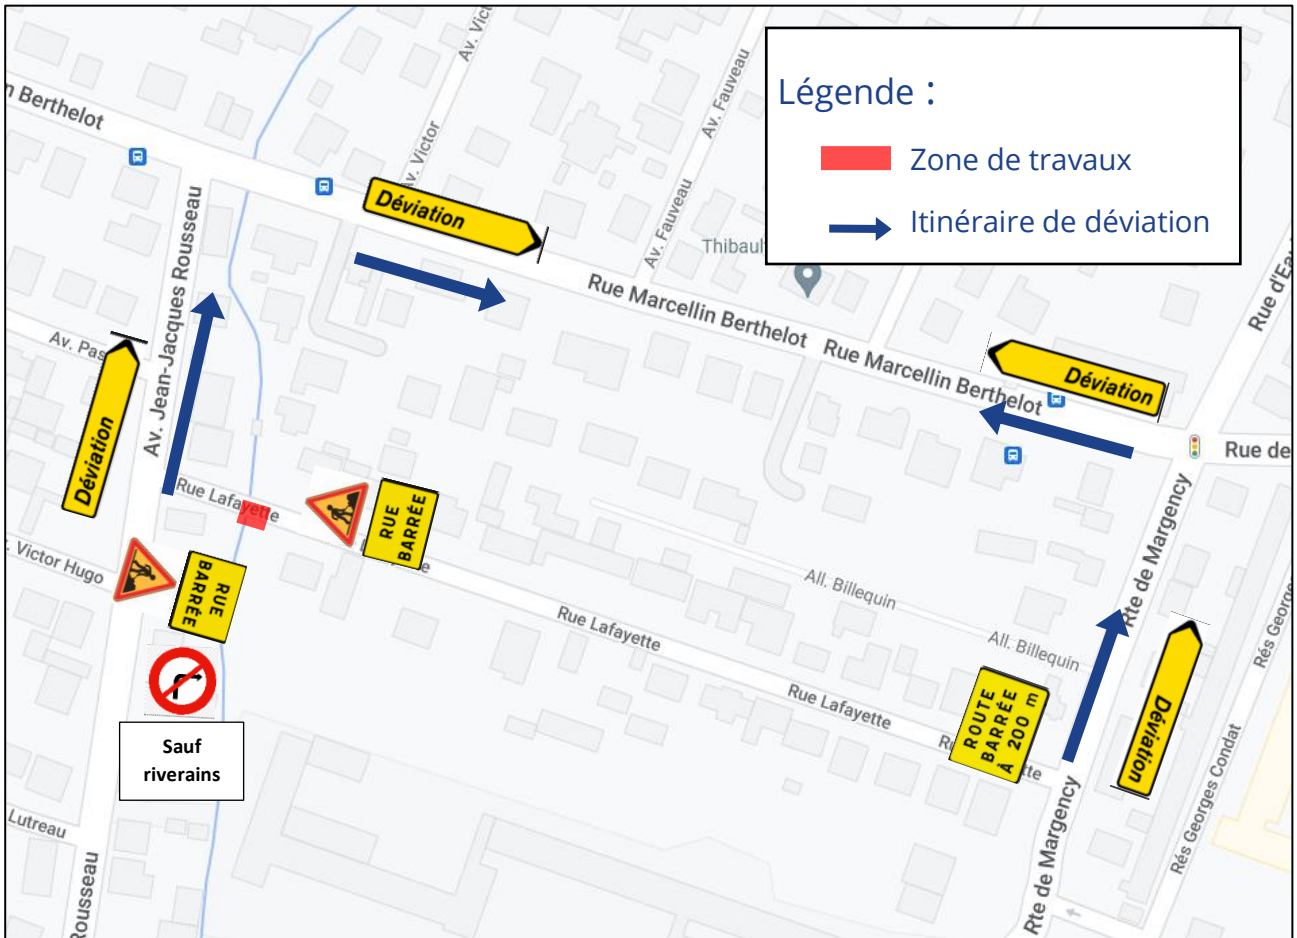 n Berthelot
Av. Vict
Av. Victor
Av. Fauveau
Av. Fauveau
Légende :
Zone de travaux
Itinéraire de déviation
Déviation
Thibaul
Rue d'Ea
Av. Jean-Jacques Rousseau
Rue Marcellin Berthelot
Rue Marcellin Berthelot
Av. Pas
Déviation
Déviation
Rue de
Rue Lafayette
RUE
BARRÉE
Victor Hugo
RUE
BARRÉE
Rue Lafayette
All. Billequin
All. Billequin
Rte de Margency
Rés George
Sauf
riverains
Rue Lafayette
ROUTE
BARRÉE
À 200 m
tte
Déviation
Rés Georges Condat
Lutreau
Rousseau
Rte de Margency